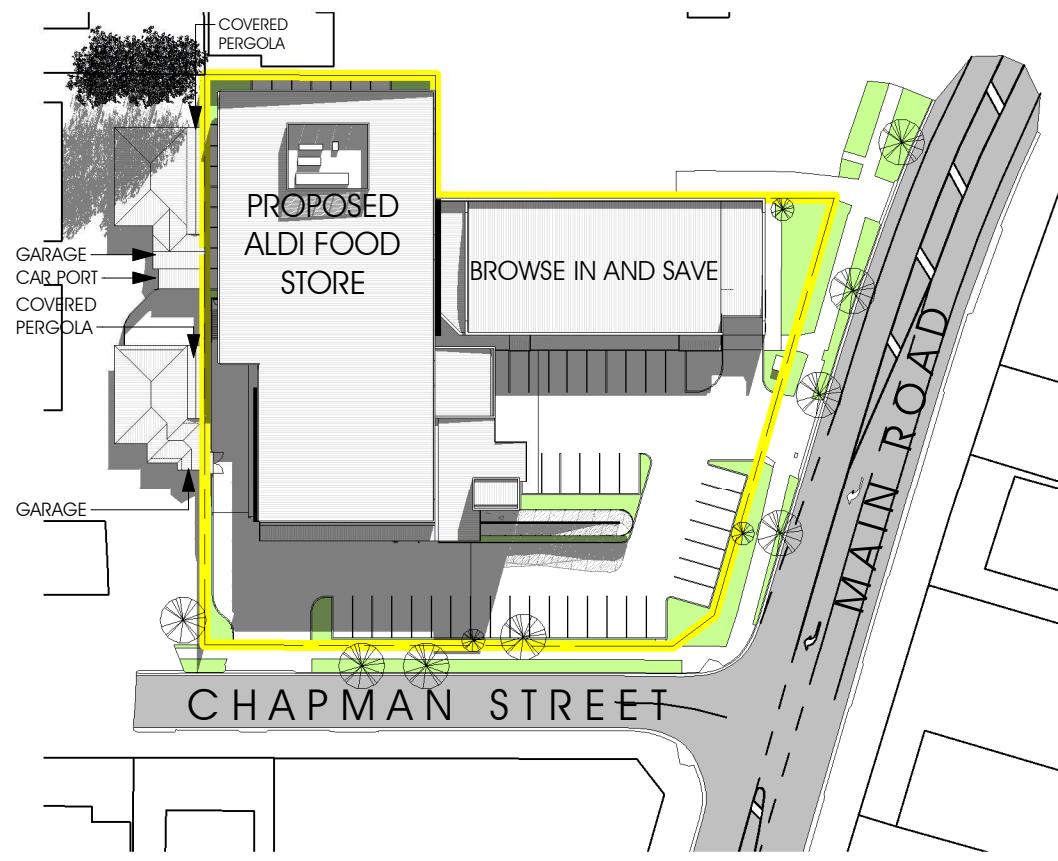 COVERED
PERGOLA
PROPOSED
ALDI FOOD
STORE
BROWSE IN AND SAVE
GARAGE
CAR PORT
COVERED
PERGOLA
GARAGE
MAIN ROAD
CHAPMAN STREET